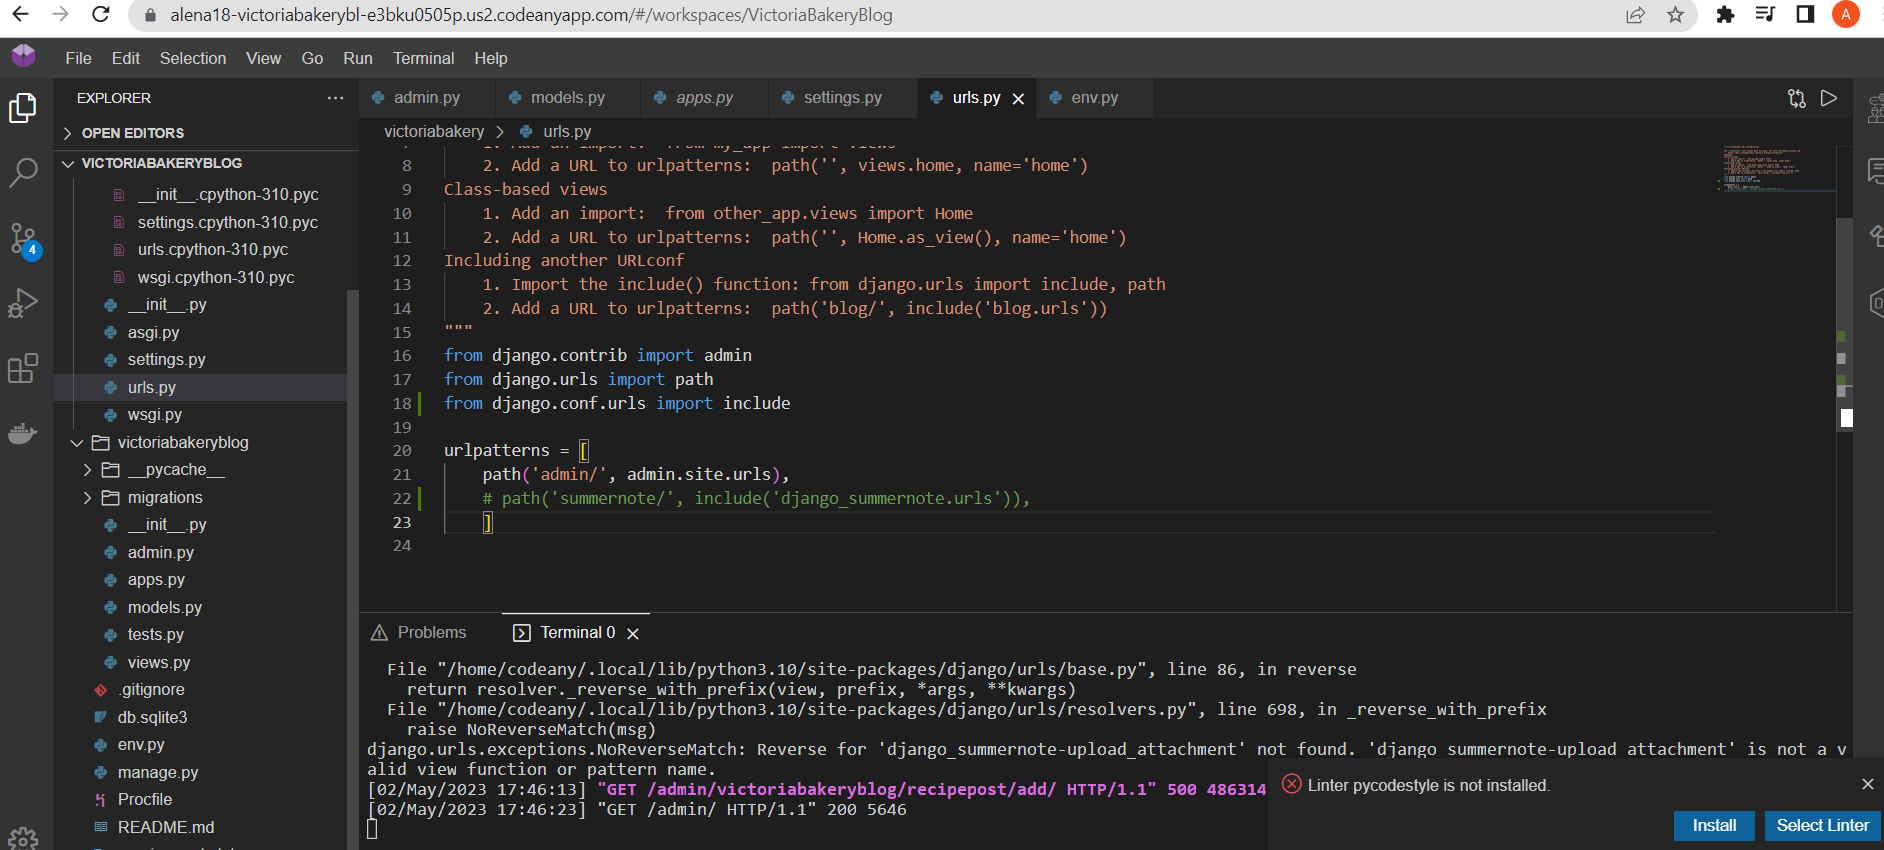 alena18-victoriabakerybl-e3bku0505p.us2.codeanyapp.com/#/workspaces/VictoriaBakeryBlog
A
File Edit Selection View Go Run Terminal Help
EXPLORER ...
OPEN EDITORS
VICTORIABAKERYBLOG
__init__.cpython-310.pyc
settings.cpython-310.pyc
urls.cpython-310.pyc
wsgi.cpython-310.pyc
__init__.py
asgi.py
settings.py
urls.py
wsgi.py
victoriabakeryblog
__pycache__
migrations
__init__.py
admin.py
apps.py
models.py
tests.py
views.py
.gitignore
db.sqlite3
env.py
manage.py
Procfile
README.md
4
admin.py models.py apps.py settings.py urls.py env.py
victoriabakery > urls.py
7 1. Add an import:  from my_app import views
8 2. Add a URL to urlpatterns:  path('', views.home, name='home')
9 Class-based views
10 1. Add an import:  from other_app.views import Home
11 2. Add a URL to urlpatterns:  path('', Home.as_view(), name='home')
12 Including another URLconf
13 1. Import the include() function: from django.urls import include, path
14 2. Add a URL to urlpatterns:  path('blog/', include('blog.urls'))
15 """
16 from django.contrib import admin
17 from django.urls import path
18 from django.conf.urls import include
19
20 urlpatterns = [
21 path('admin/', admin.site.urls),
22 # path('summernote/', include('django_summernote.urls')),
23 ]
24
Problems Terminal 0
File "/home/codeany/.local/lib/python3.10/site-packages/django/urls/base.py", line 86, in reverse
return resolver._reverse_with_prefix(view, prefix, *args, **kwargs)
File "/home/codeany/.local/lib/python3.10/site-packages/django/urls/resolvers.py", line 698, in _reverse_with_prefix
raise NoReverseMatch(msg)
django.urls.exceptions.NoReverseMatch: Reverse for 'django_summernote-upload_attachment' not found. 'django_summernote-upload_attachment' is not a v
alid view function or pattern name.
[02/May/2023 17:46:13] "GET /admin/victoriabakeryblog/recipepost/add/ HTTP/1.1" 500 486314
[02/May/2023 17:46:23] "GET /admin/ HTTP/1.1" 200 5646
Linter pycodestyle is not installed.
Install Select Linter